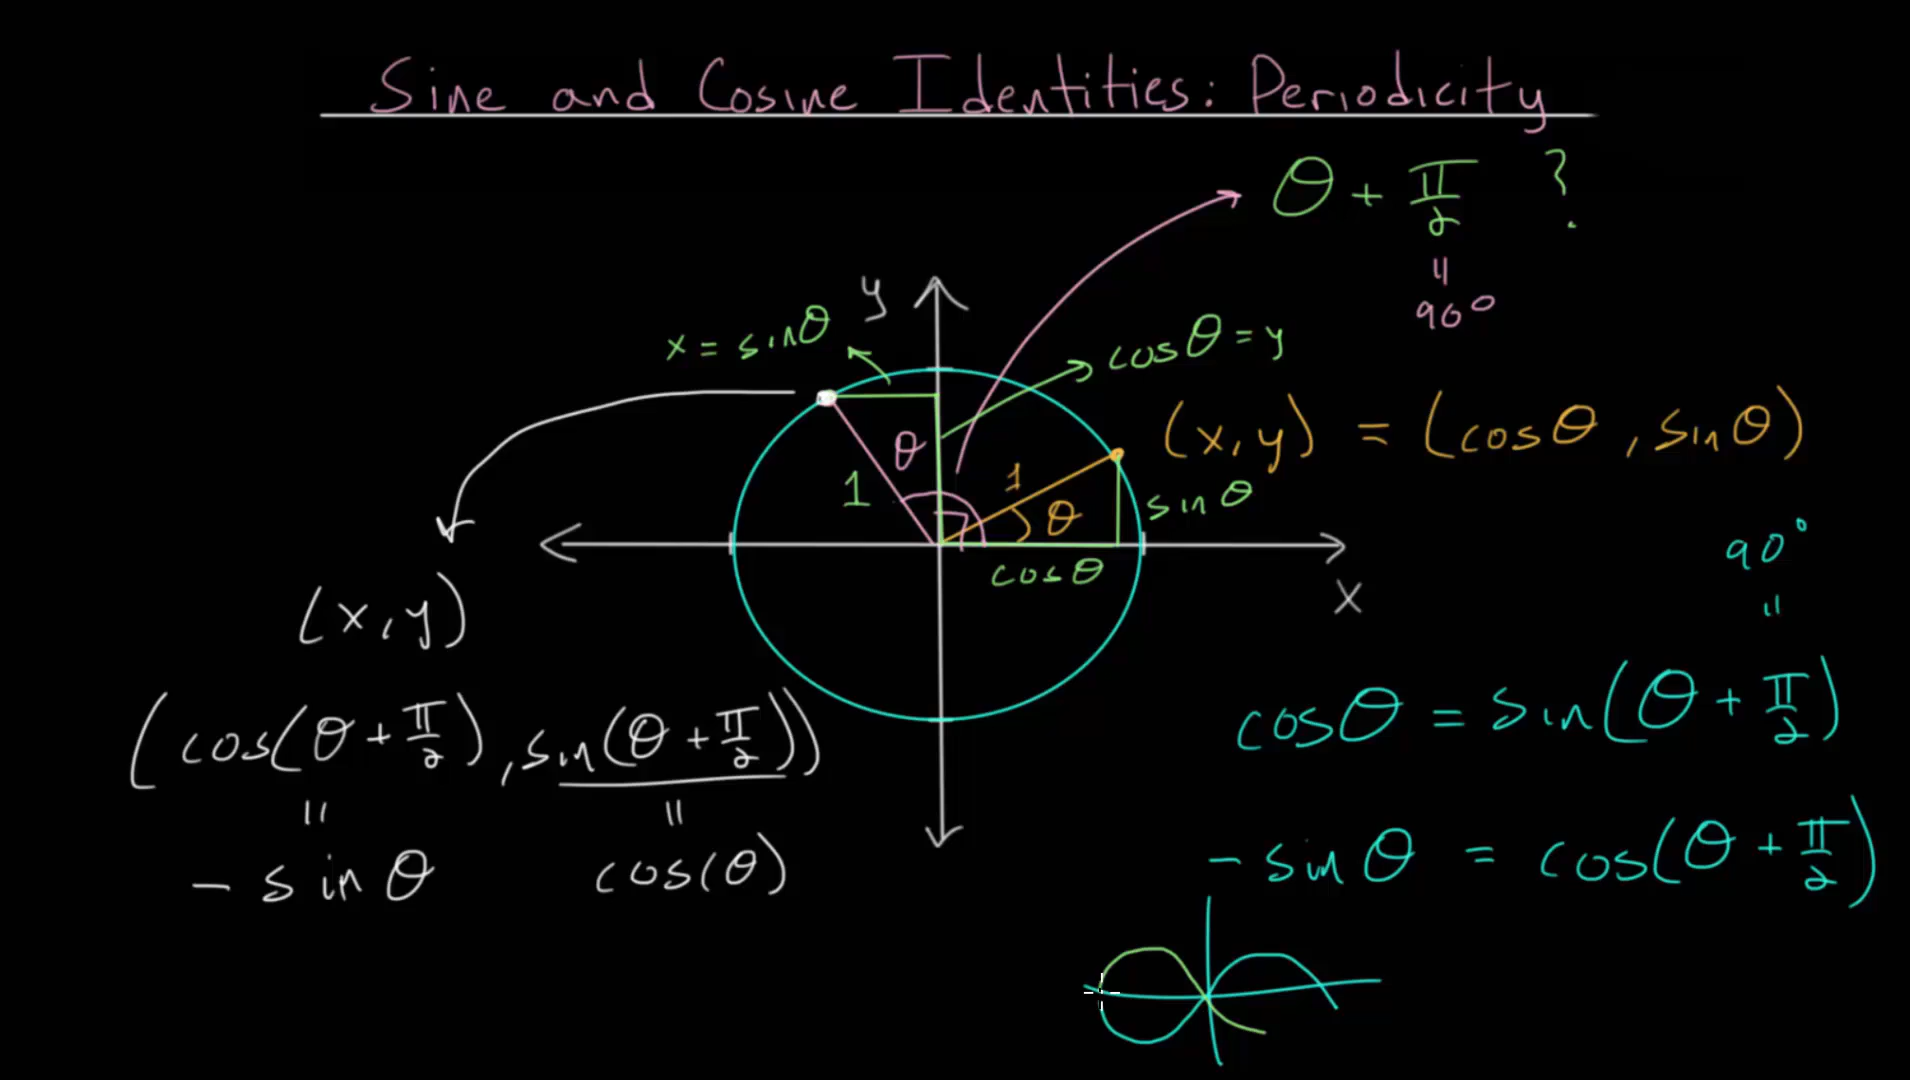 Sine and Cosine Identities: Periodicity
θ + π/2 ?
=
90°
y
x = sinθ
cosθ = y
(x,y) = (cosθ, sinθ)
θ
1
1
θ
sinθ
cosθ
x
90°
=
(x,y)
(cos(θ + π/2), sin(θ + π/2))
= =
- sinθ cos(θ)
cosθ = sin(θ + π/2)
- sinθ = cos(θ + π/2)